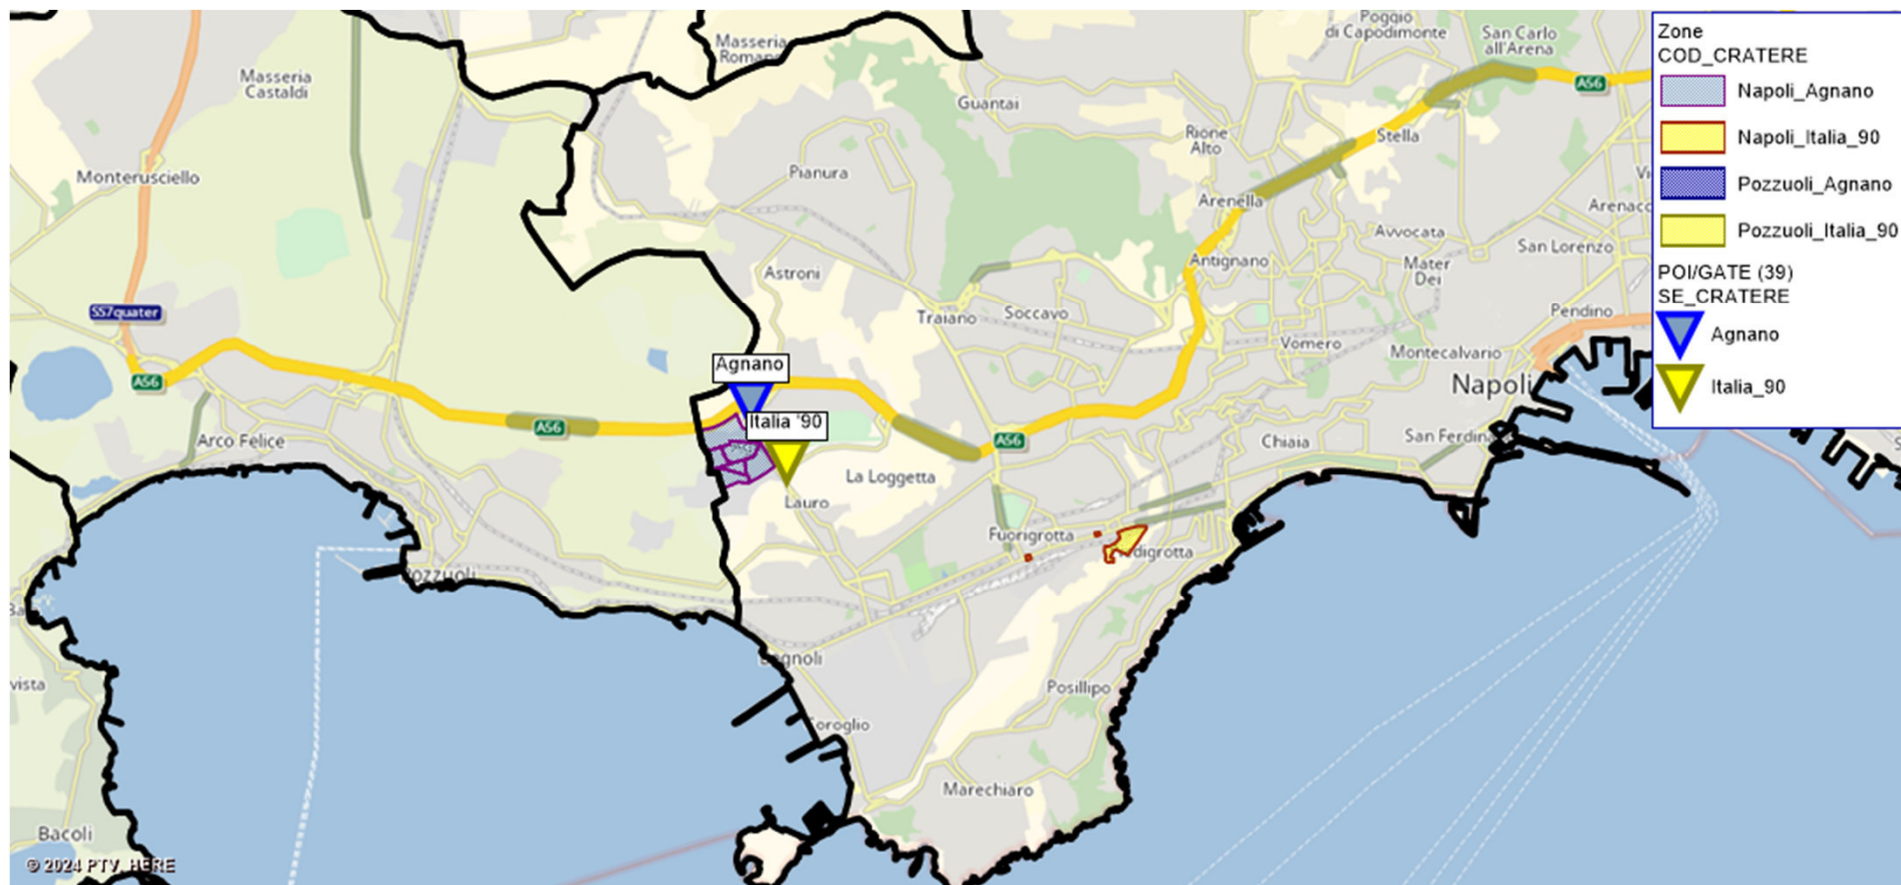 Poggio
di Capodimonte
San Carlo
all'Arena
Masseria
Romano
Masseria
Castaldi
A56
Guantai
Rione
Alto
Stella
Monterusciello
Pianura
Arenella
Avvocata
San Lorenzo
Antignano
Mater
Dei
Astroni
SS7quater
Traiano
Soccavo
Pendino
Vomero
Montecalvario
Agnano
A56
Napoli
Italia '90
A56
A56
Arco Felice
Chiaia
San Ferdina
La Loggetta
Lauro
Fuorigrotta
digrotta
Pozzuoli
Bagnoli
vista
Posillipo
Coroglio
Marechiaro
Bacoli
© 2024 PTV, HERE
Zone
COD_CRATERE
Napoli_Agnano
Napoli_Italia_90
Pozzuoli_Agnano
Pozzuoli_Italia_90
POI/GATE (39)
SE_CRATERE
Agnano
Italia_90